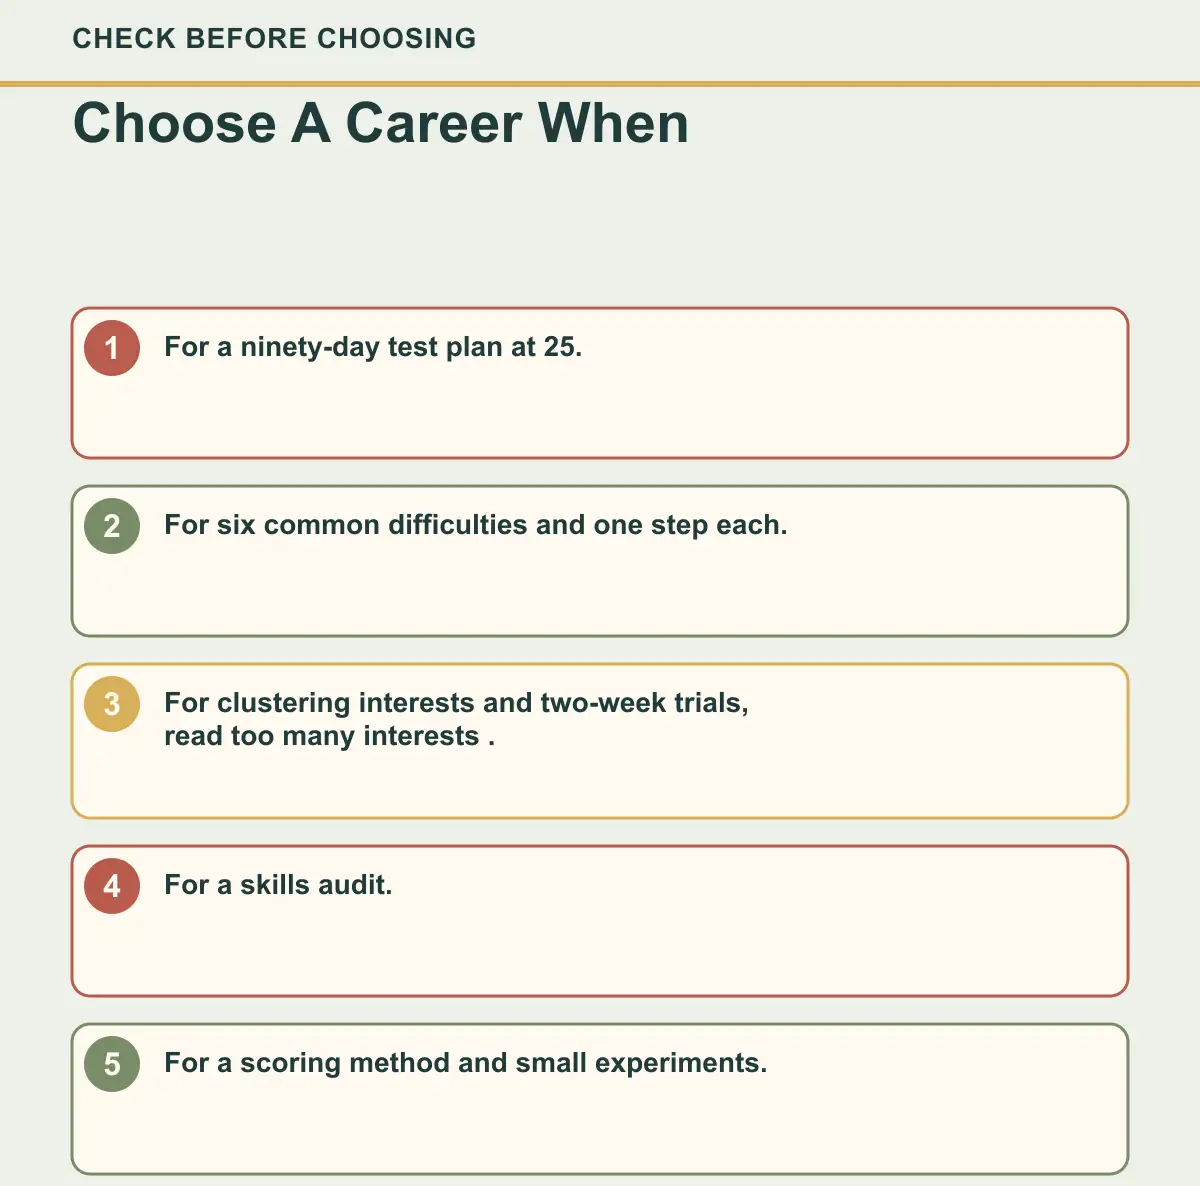 CHECK BEFORE CHOOSING
Choose A Career When
1 For a ninety-day test plan at 25.
2 For six common difficulties and one step each.
3 For clustering interests and two-week trials,
read too many interests .
4 For a skills audit.
5 For a scoring method and small experiments.